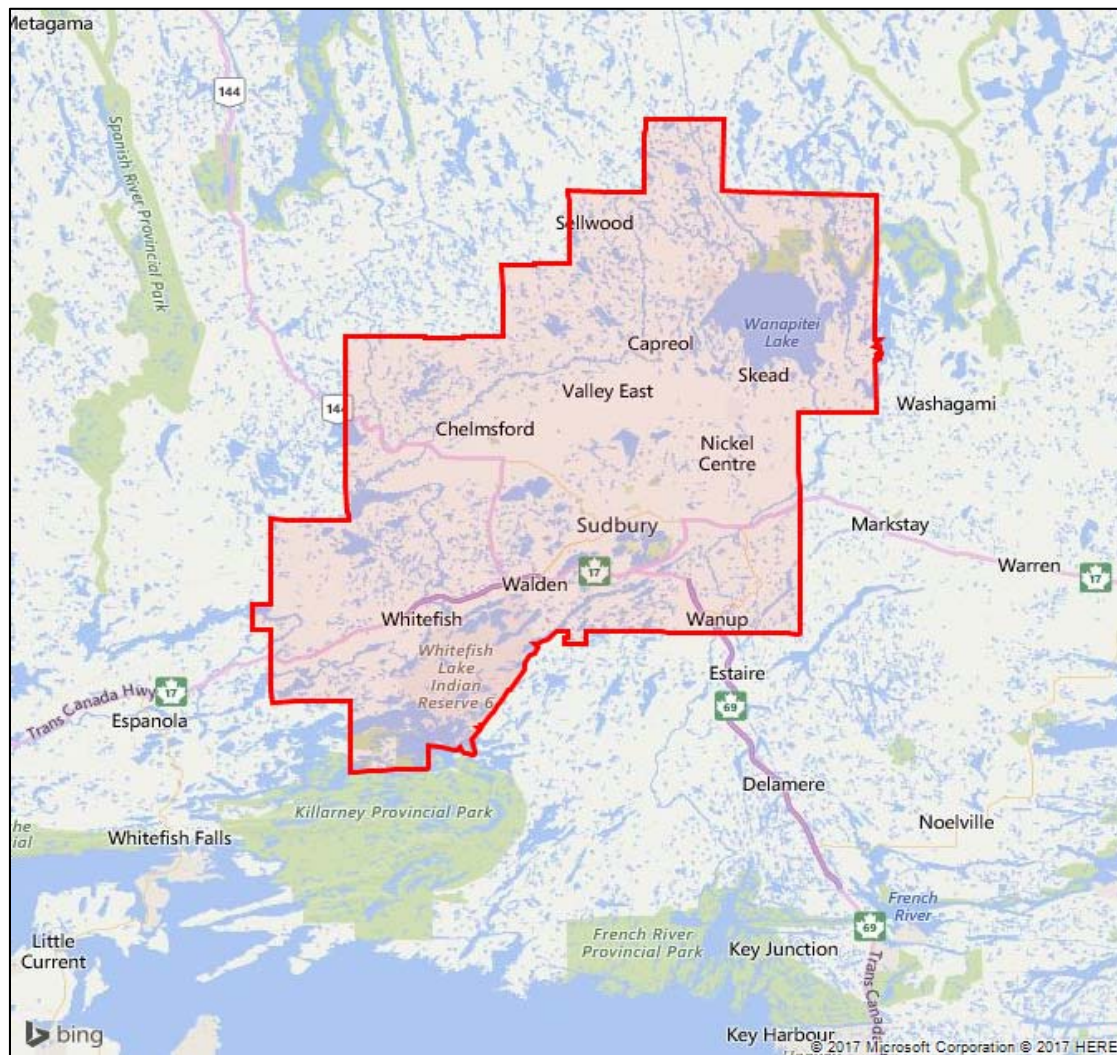 Metagama
144
Spanish River Provincial Park
Sellwood
Wanapitei
Lake
Capreol
Skead
Valley East
144
Washagami
Chelmsford
Nickel
Centre
Sudbury
Markstay
Walden
17
Warren
17
Whitefish
Wanup
Whitefish
Lake
Indian
Reserve 6
Estaire
Trans Canada Hwy
17
Espanola
69
Delamere
Killarney Provincial Park
Noelville
Whitefish Falls
he
ial
French
River
69
French River
Provincial Park
Key Junction
Little
Current
Trans Canada
bing
Key Harbour
© 2017 Microsoft Corporation © 2017 HERE